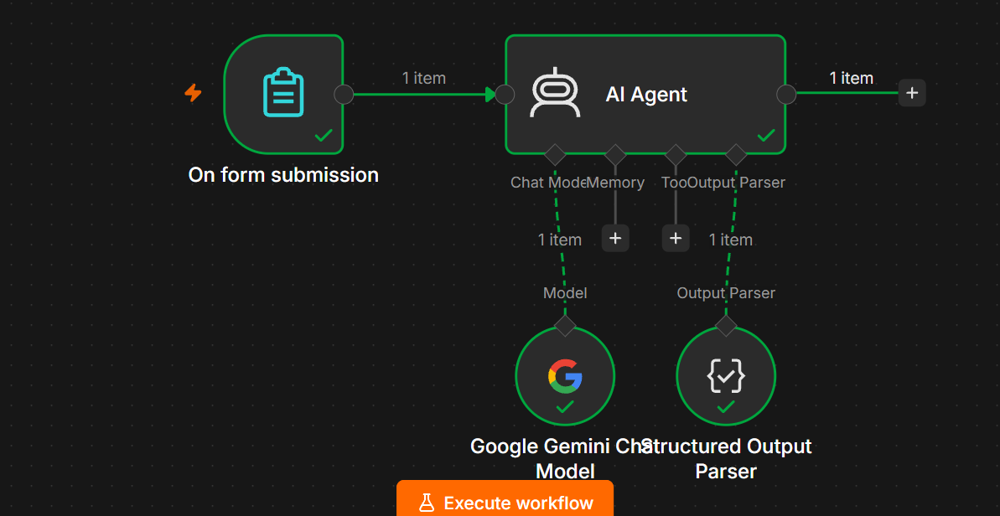 1 item
AI Agent
1 item
On form submission
Chat Mode
Memory
Too
Output Parser
1 item
1 item
Model
Output Parser
Google Gemini Chat
Model
Structured Output
Parser
Execute workflow